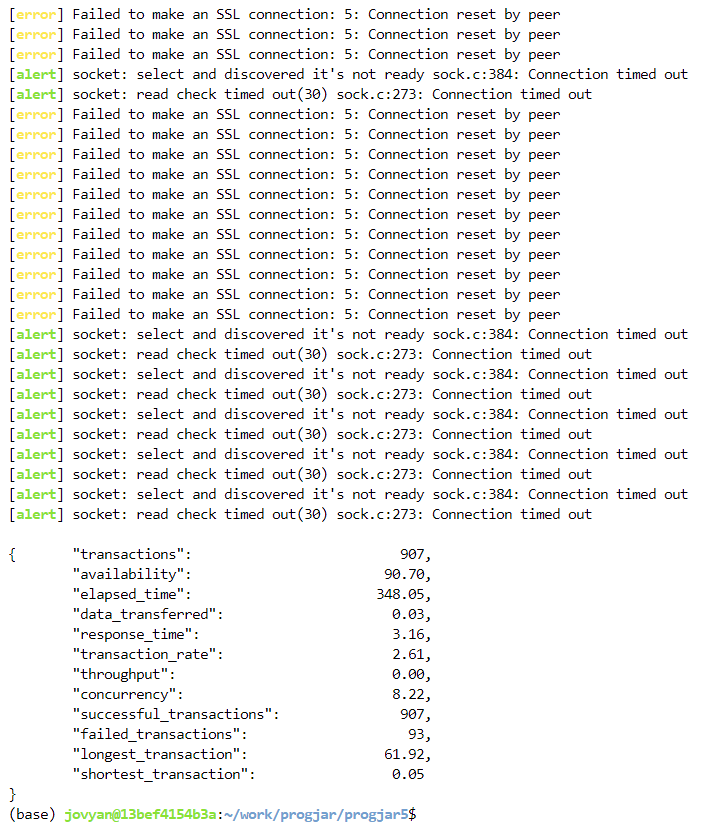 [error] Failed to make an SSL connection: 5: Connection reset by peer
[error] Failed to make an SSL connection: 5: Connection reset by peer
[error] Failed to make an SSL connection: 5: Connection reset by peer
[alert] socket: select and discovered it's not ready sock.c:384: Connection timed out
[alert] socket: read check timed out(30) sock.c:273: Connection timed out
[error] Failed to make an SSL connection: 5: Connection reset by peer
[error] Failed to make an SSL connection: 5: Connection reset by peer
[error] Failed to make an SSL connection: 5: Connection reset by peer
[error] Failed to make an SSL connection: 5: Connection reset by peer
[error] Failed to make an SSL connection: 5: Connection reset by peer
[error] Failed to make an SSL connection: 5: Connection reset by peer
[error] Failed to make an SSL connection: 5: Connection reset by peer
[error] Failed to make an SSL connection: 5: Connection reset by peer
[error] Failed to make an SSL connection: 5: Connection reset by peer
[error] Failed to make an SSL connection: 5: Connection reset by peer
[error] Failed to make an SSL connection: 5: Connection reset by peer
[alert] socket: select and discovered it's not ready sock.c:384: Connection timed out
[alert] socket: read check timed out(30) sock.c:273: Connection timed out
[alert] socket: select and discovered it's not ready sock.c:384: Connection timed out
[alert] socket: read check timed out(30) sock.c:273: Connection timed out
[alert] socket: select and discovered it's not ready sock.c:384: Connection timed out
[alert] socket: read check timed out(30) sock.c:273: Connection timed out
[alert] socket: select and discovered it's not ready sock.c:384: Connection timed out
[alert] socket: read check timed out(30) sock.c:273: Connection timed out
[alert] socket: select and discovered it's not ready sock.c:384: Connection timed out
[alert] socket: read check timed out(30) sock.c:273: Connection timed out
{ "transactions": 907,
"availability": 90.70,
"elapsed_time": 348.05,
"data_transferred": 0.03,
"response_time": 3.16,
"transaction_rate": 2.61,
"throughput": 0.00,
"concurrency": 8.22,
"successful_transactions": 907,
"failed_transactions": 93,
"longest_transaction": 61.92,
"shortest_transaction": 0.05
}
(base) jovyan@13bef4154b3a:~/work/progjar/progjar5$